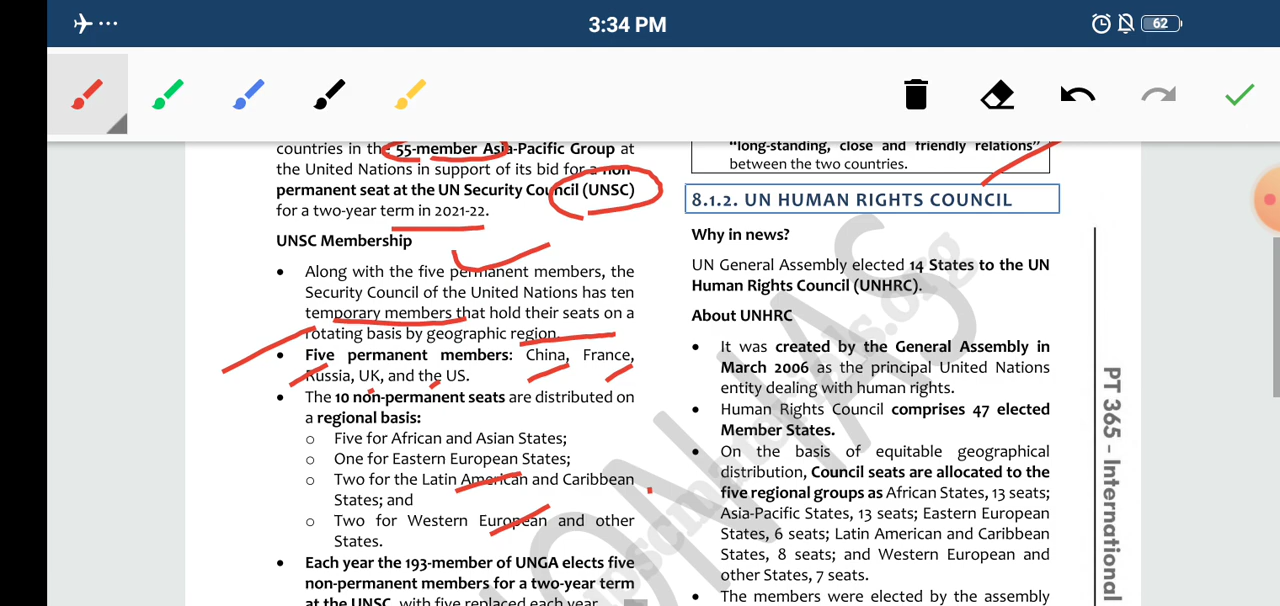 3:34 PM
62
countries in the 55-member Asia-Pacific Group at
the United Nations in support of its bid for a non
permanent seat at the UN Security Council (UNSC)
for a two-year term in 2021-22.
UNSC Membership
• Along with the five permanent members, the
Security Council of the United Nations has ten
temporary members that hold their seats on a
rotating basis by geographic region.
• Five permanent members: China, France,
Russia, UK, and the US.
• The 10 non-permanent seats are distributed on
a regional basis:
o Five for African and Asian States;
o One for Eastern European States;
o Two for the Latin American and Caribbean
States; and
o Two for Western European and other
States.
• Each year the 193-member of UNGA elects five
non-permanent members for a two-year term
at the UNSC, with five replaced each year.
"long-standing, close and friendly relations"
between the two countries.
8.1.2. UN HUMAN RIGHTS COUNCIL
Why in news?
UN General Assembly elected 14 States to the UN
Human Rights Council (UNHRC).
About UNHRC
• It was created by the General Assembly in
March 2006 as the principal United Nations
entity dealing with human rights.
• Human Rights Council comprises 47 elected
Member States.
• On the basis of equitable geographical
distribution, Council seats are allocated to the
five regional groups as African States, 13 seats;
Asia-Pacific States, 13 seats; Eastern European
States, 6 seats; Latin American and Caribbean
States, 8 seats; and Western European and
other States, 7 seats.
• The members were elected by the assembly
PT 365 - International